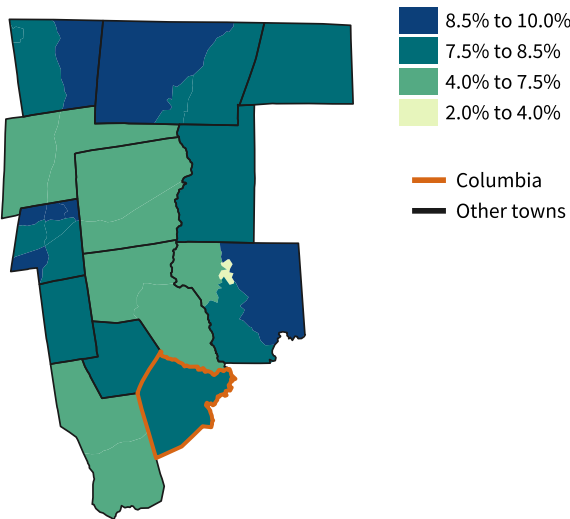 8.5% to 10.0%
7.5% to 8.5%
4.0% to 7.5%
2.0% to 4.0%
Columbia
Other towns